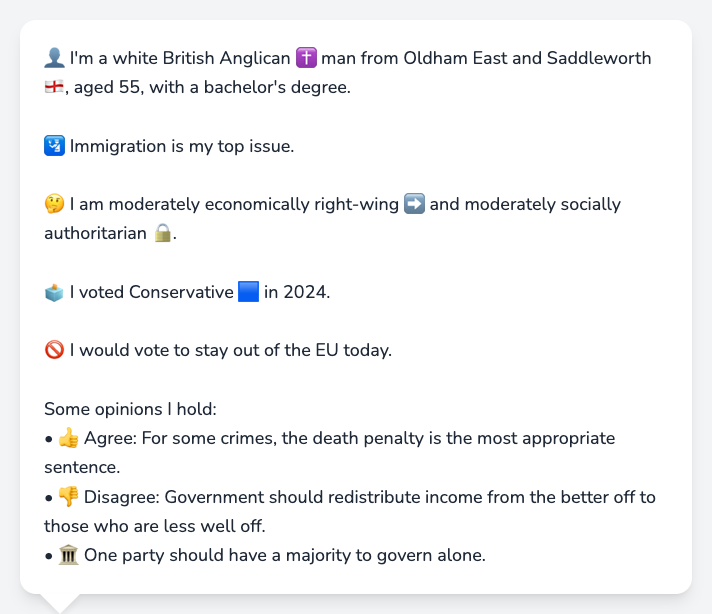 👤 I'm a white British Anglican ✝️ man from Oldham East and Saddleworth
🏴󠁧󠁢󠁥󠁮󠁧󠁿, aged 55, with a bachelor's degree.
🛂 Immigration is my top issue.
🤔 I am moderately economically right-wing ➡️ and moderately socially
authoritarian 🔒.
🗳️ I voted Conservative 🟦 in 2024.
🚫 I would vote to stay out of the EU today.
Some opinions I hold:
• 👍 Agree: For some crimes, the death penalty is the most appropriate
sentence.
• 👎 Disagree: Government should redistribute income from the better off to
those who are less well off.
• 🏛️ One party should have a majority to govern alone.